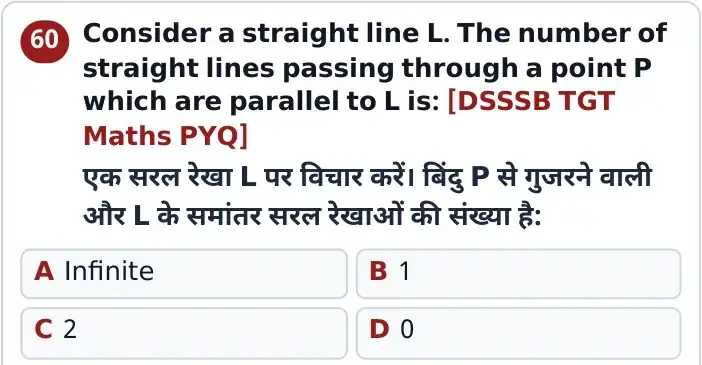 60 Consider a straight line L. The number of
straight lines passing through a point P
which are parallel to L is: [DSSSB TGT
Maths PYQ]
एक सरल रेखा L पर विचार करें। बिंदु P से गुजरने वाली
और L के समांतर सरल रेखाओं की संख्या है:
A Infinite
B 1
C 2
D 0